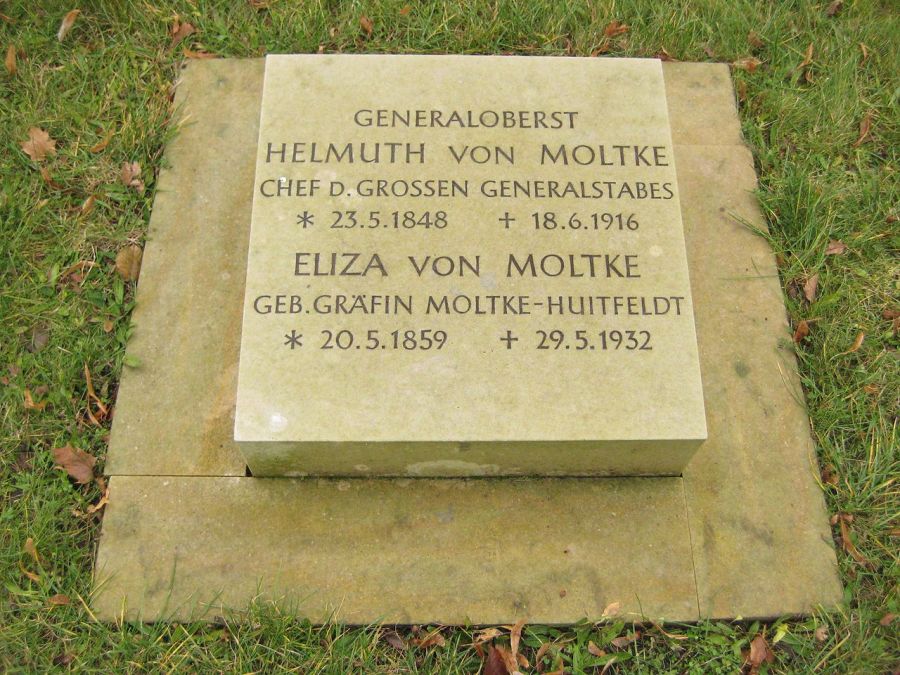 GENERALOBERST
HELMUTH VON MOLTKE
CHEF D. GROSSEN GENERALSTABES
* 23.5.1848 + 18.6.1916
ELIZA VON MOLTKE
GEB. GRÄFIN MOLTKE-HUITFELDT
* 20.5.1859 + 29.5.1932